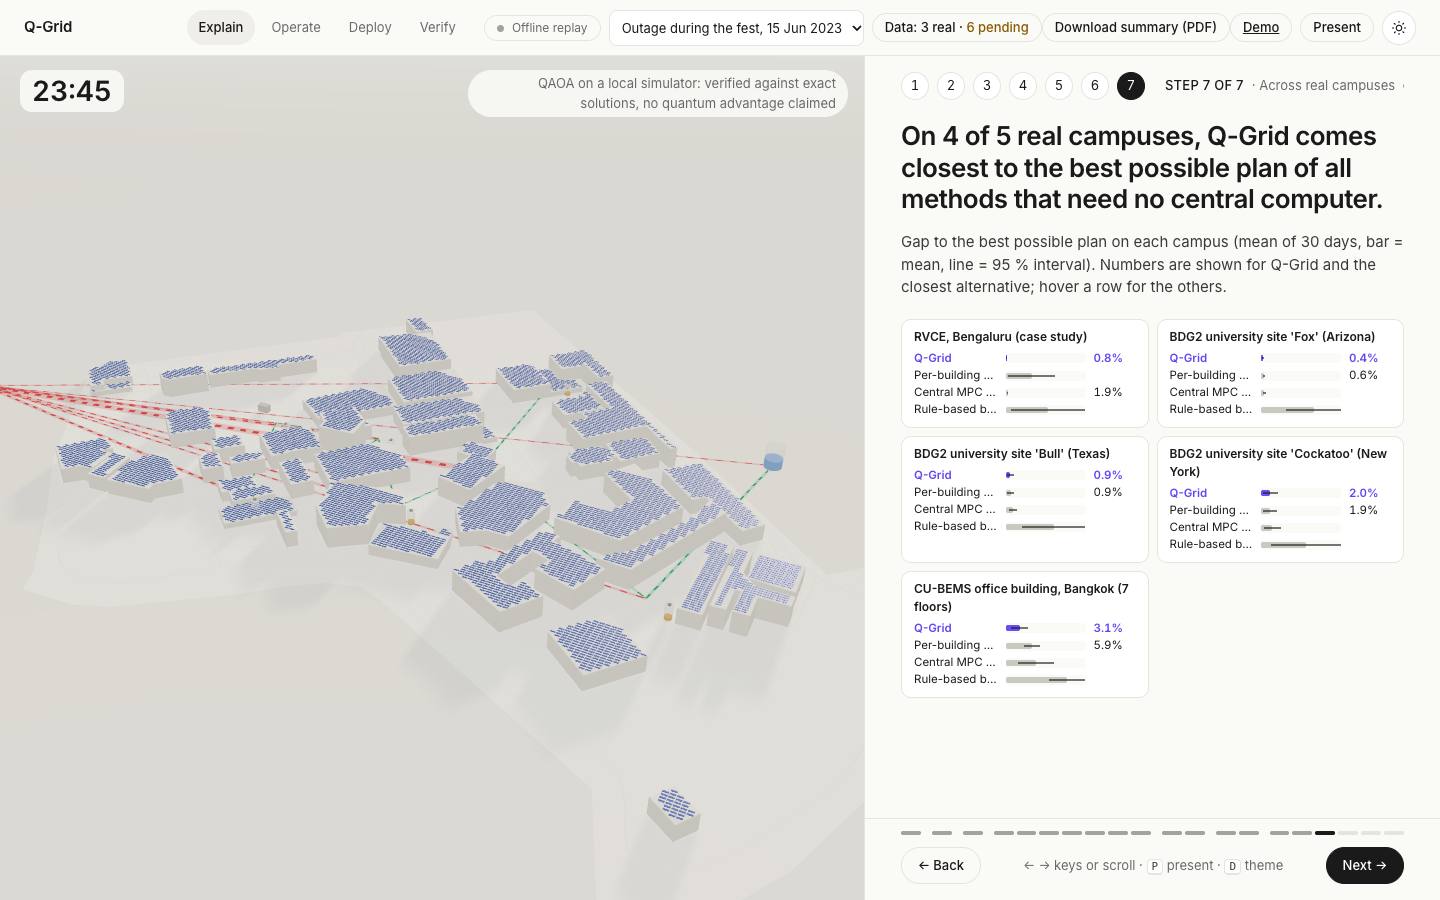 Q-Grid
Explain Operate Deploy Verify
Offline replay
Outage during the fest, 15 Jun 2023
Data: 3 real · 6 pending
Download summary (PDF)
Demo
Present
23:45
QAOA on a local simulator: verified against exact
solutions, no quantum advantage claimed
1 2 3 4 5 6 7 STEP 7 OF 7 · Across real campuses
On 4 of 5 real campuses, Q-Grid comes
closest to the best possible plan of all
methods that need no central computer.
Gap to the best possible plan on each campus (mean of 30 days, bar =
mean, line = 95 % interval). Numbers are shown for Q-Grid and the
closest alternative; hover a row for the others.
RVCE, Bengaluru (case study)
Q-Grid 0.8%
Per-building ...
Central MPC ... 1.9%
Rule-based b...
BDG2 university site 'Fox' (Arizona)
Q-Grid 0.4%
Per-building ... 0.6%
Central MPC ...
Rule-based b...
BDG2 university site 'Bull' (Texas)
Q-Grid 0.9%
Per-building ... 0.9%
Central MPC ...
Rule-based b...
BDG2 university site 'Cockatoo' (New
York)
Q-Grid 2.0%
Per-building ... 1.9%
Central MPC ...
Rule-based b...
CU-BEMS office building, Bangkok (7
floors)
Q-Grid 3.1%
Per-building ... 5.9%
Central MPC ...
Rule-based b...
← Back
← → keys or scroll · P present · D theme
Next →